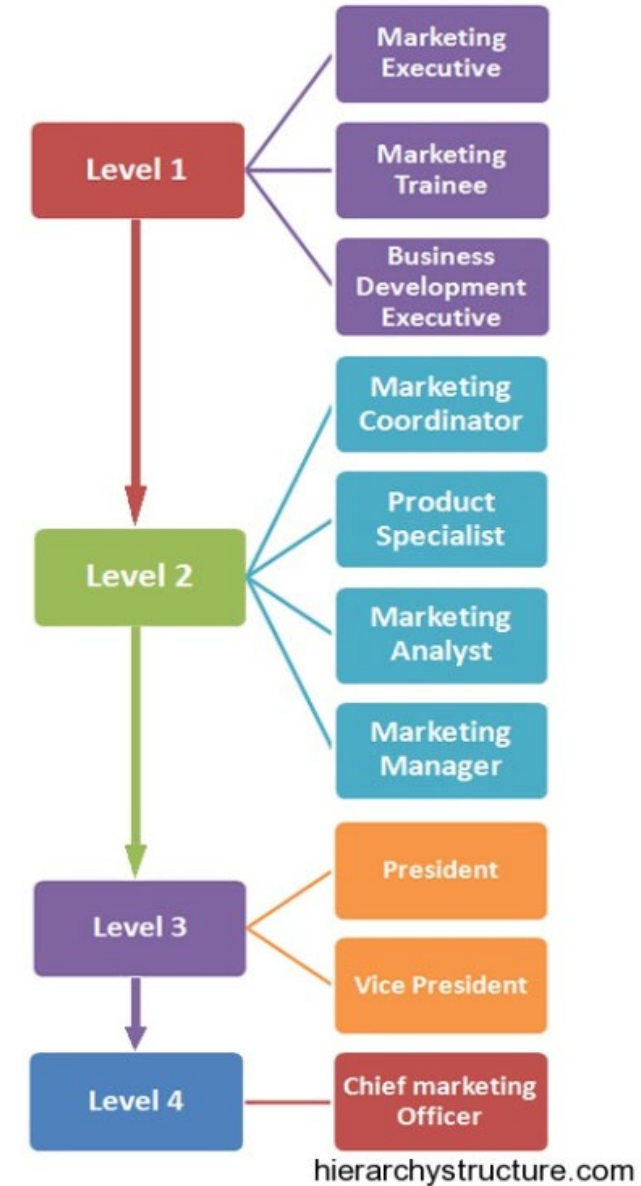 Marketing
Executive
Level 1
Marketing
Trainee
Business
Development
Executive
Marketing
Coordinator
Product
Specialist
Level 2
Marketing
Analyst
Marketing
Manager
President
Level 3
Vice President
Level 4
Chief marketing
Officer
hierarchystructure.com